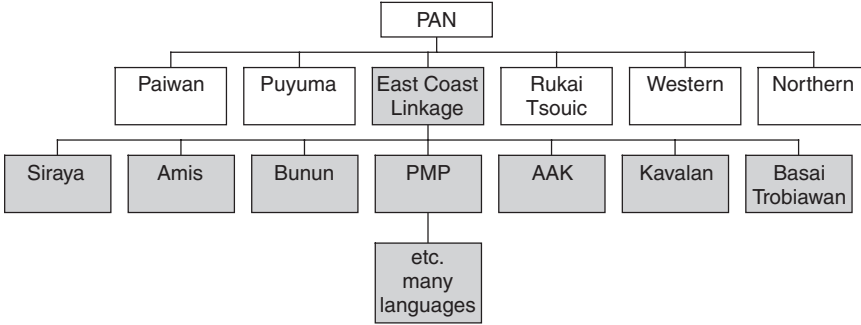 PAN
Paiwan
Puyuma
East Coast
Linkage
Rukai
Tsouic
Western
Northern
Siraya
Amis
Bunun
PMP
AAK
Kavalan
Basai
Trobiawan
etc.
many
languages